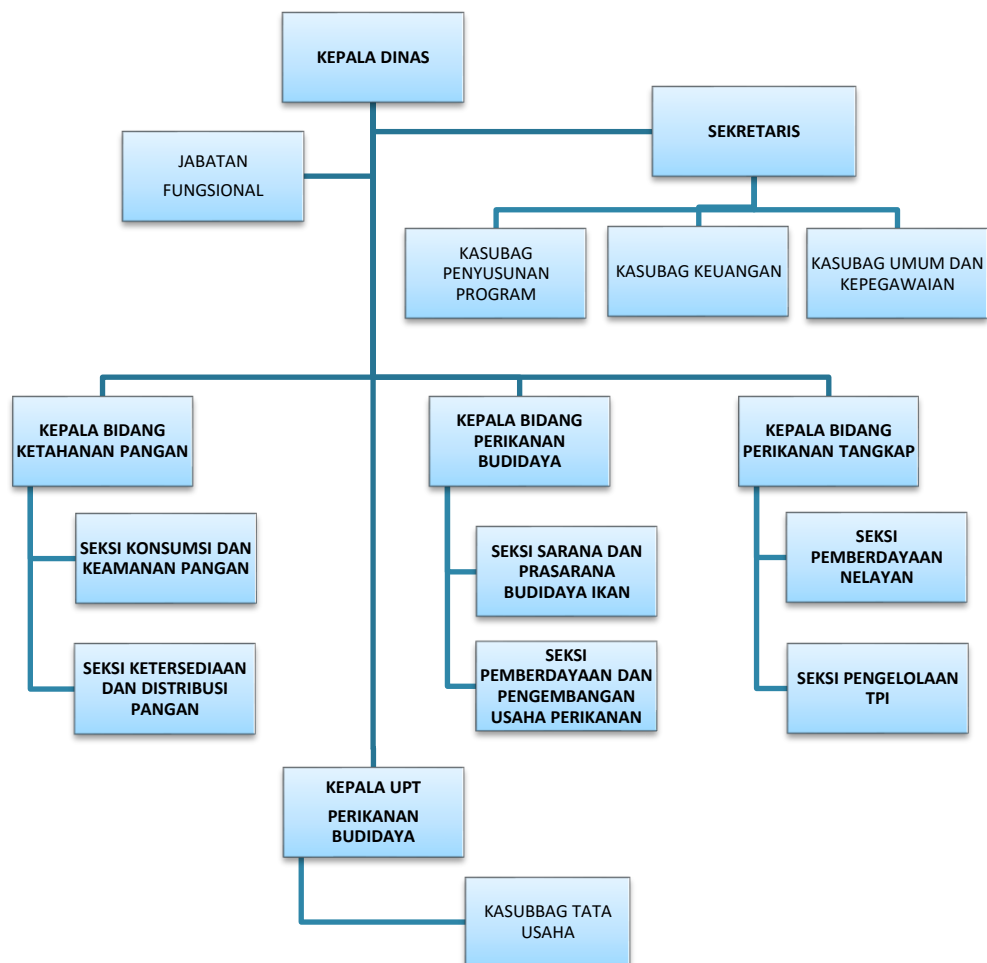 KEPALA DINAS
SEKRETARIS
JABATAN
FUNGSIONAL
KASUBAG
PENYUSUNAN
PROGRAM
KASUBAG KEUANGAN
KASUBAG UMUM DAN
KEPEGAWAIAN
KEPALA BIDANG
KETAHANAN PANGAN
KEPALA BIDANG
PERIKANAN
BUDIDAYA
KEPALA BIDANG
PERIKANAN TANGKAP
SEKSI KONSUMSI DAN
KEAMANAN PANGAN
SEKSI SARANA DAN
PRASARANA
BUDIDAYA IKAN
SEKSI
PEMBERDAYAAN
NELAYAN
SEKSI KETERSEDIAAN
DAN DISTRIBUSI
PANGAN
SEKSI
PEMBERDAYAAN DAN
PENGEMBANGAN
USAHA PERIKANAN
SEKSI PENGELOLAAN
TPI
KEPALA UPT
PERIKANAN
BUDIDAYA
KASUBBAG TATA
USAHA